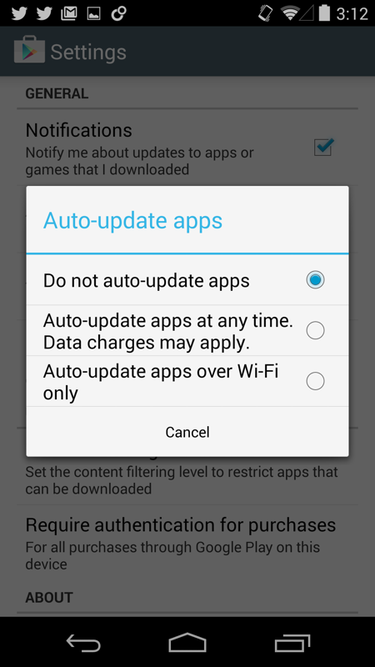 3:12
Settings
GENERAL
Notifications
Notify me about updates to apps or
games that I downloaded
Auto-update apps
Do not auto-update apps
Auto-update apps at any time.
Data charges may apply.
Auto-update apps over Wi-Fi
only
Cancel
Set the content filtering level to restrict apps that
can be downloaded
Require authentication for purchases
For all purchases through Google Play on this
device
ABOUT